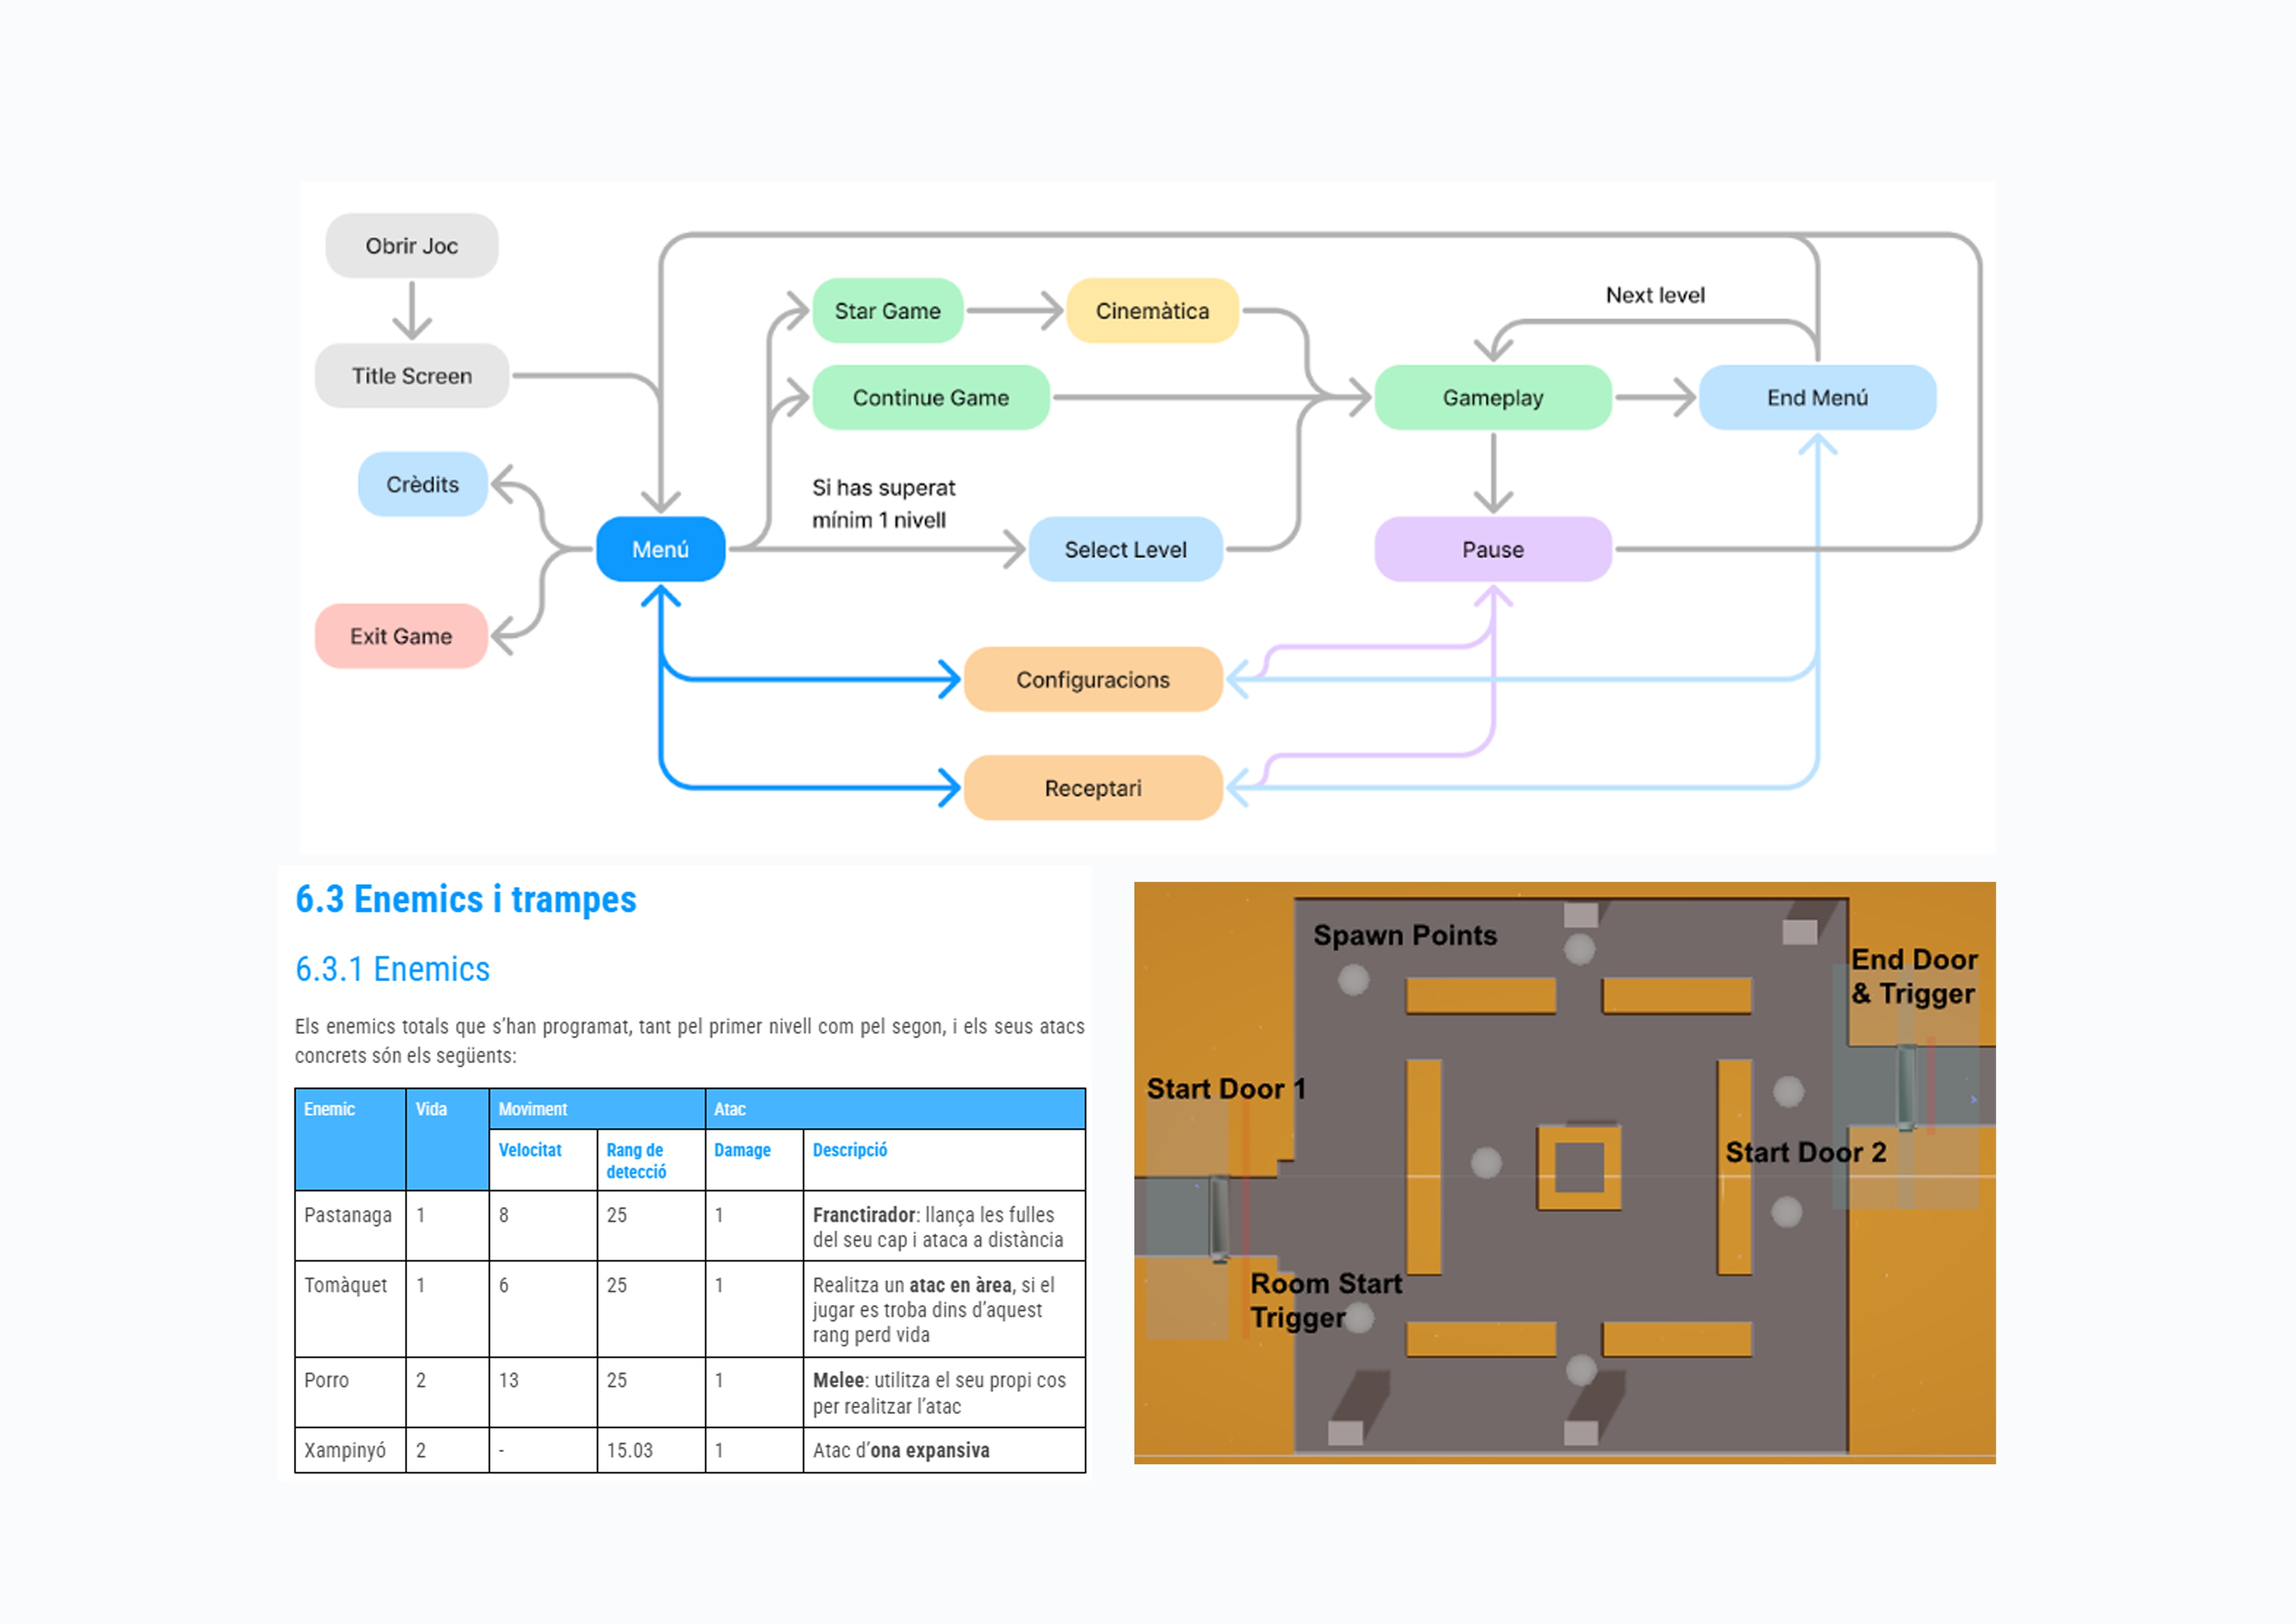 Obrir Joc
Title Screen
Crèdits
Exit Game
Menú
Star Game
Cinemàtica
Continue Game
Si has superat
mínim 1 nivell
Select Level
Next level
Gameplay
End Menú
Pause
Configuracions
Receptari
6.3 Enemics i trampes
6.3.1 Enemics
Els enemics totals que s’han programat, tant pel primer nivell com pel segon, i els seus atacs
concrets són els següents:
Enemic Vida Moviment Atac
Velocitat Rang de detecció Damage Descripció
Pastanaga 1 8 25 1 Franctirador: llança les fulles
del seu cap i ataca a distància
Tomàquet 1 6 25 1 Realitza un atac en àrea, si el
jugar es troba dins d’aquest
rang perd vida
Porro 2 13 25 1 Melee: utilitza el seu propi cos
per realitzar l’atac
Xampinyó 2 - 15.03 1 Atac d’ona expansiva
Spawn Points
End Door
& Trigger
Start Door 1
Start Door 2
Room Start
Trigger